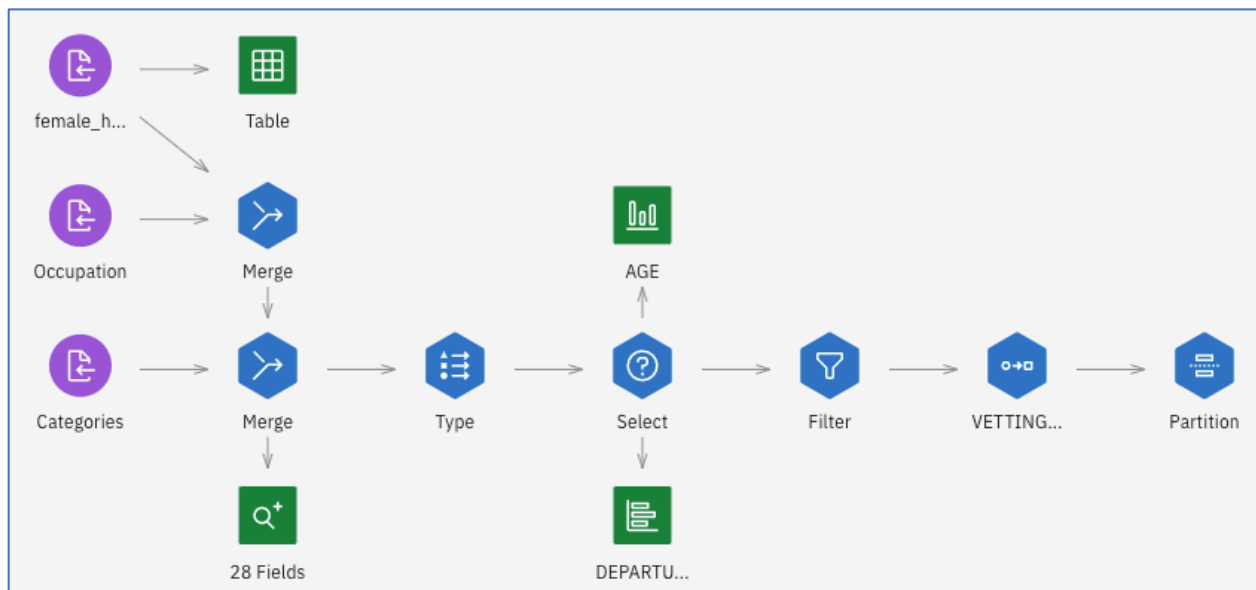 female_h...
Table
Occupation
Merge
AGE
Categories
Merge
Type
Select
Filter
VETTING...
Partition
28 Fields
DEPARTU...